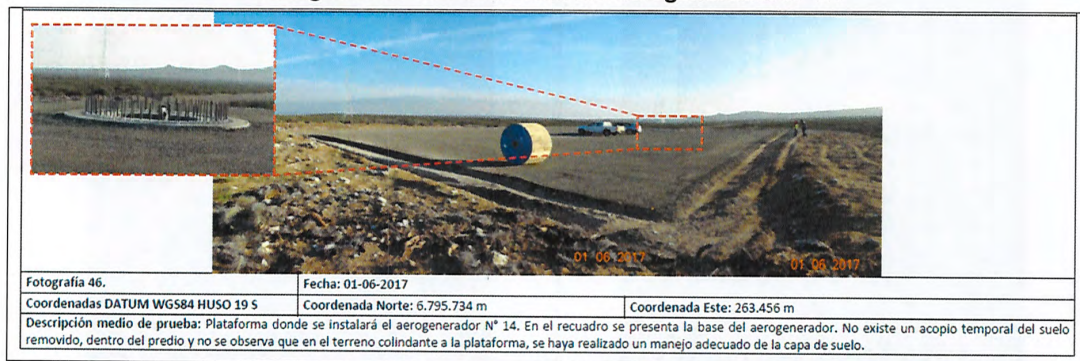 01 06 2017
01 06 2017
Fotografía 46.
Fecha: 01-06-2017
Coordenadas DATUM WGS84 HUSO 19 S
Coordenada Norte: 6.795.734 m
Coordenada Este: 263.456 m
Descripción medio de prueba: Plataforma donde se instalará el aerogenerador N° 14. En el recuadro se presenta la base del aerogenerador. No existe un acopio temporal del suelo
removido, dentro del predio y no se observa que en el terreno colindante a la plataforma, se haya realizado un manejo adecuado de la capa de suelo.